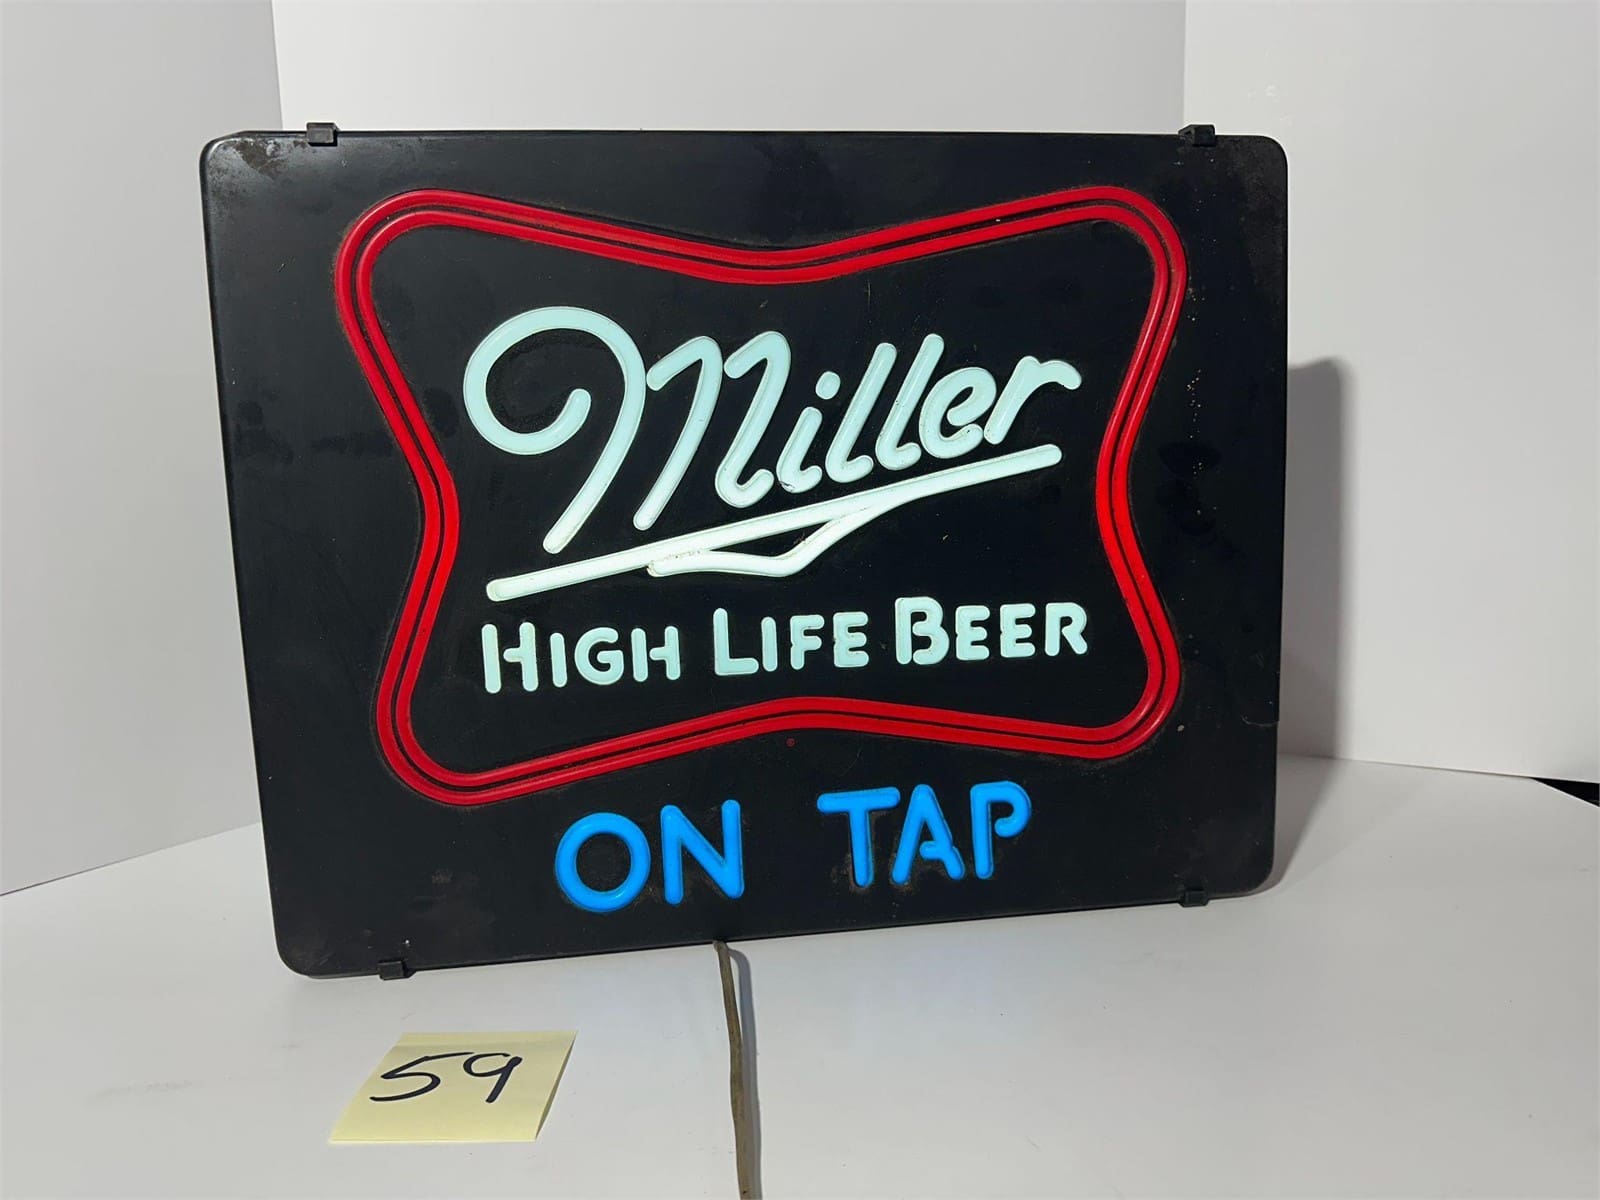 Miller
HIGH LIFE BEER
®
ON TAP
59